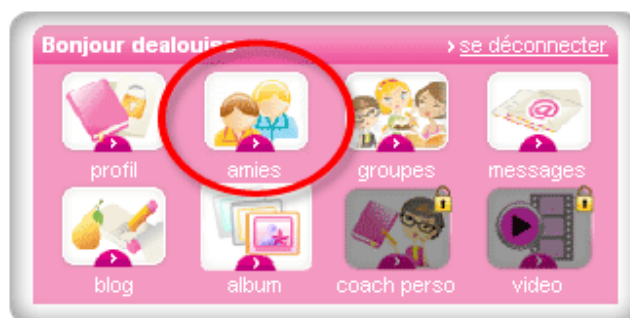 Bonjour dealouise › se déconnecter
profil amies groupes messages
blog album coach perso video